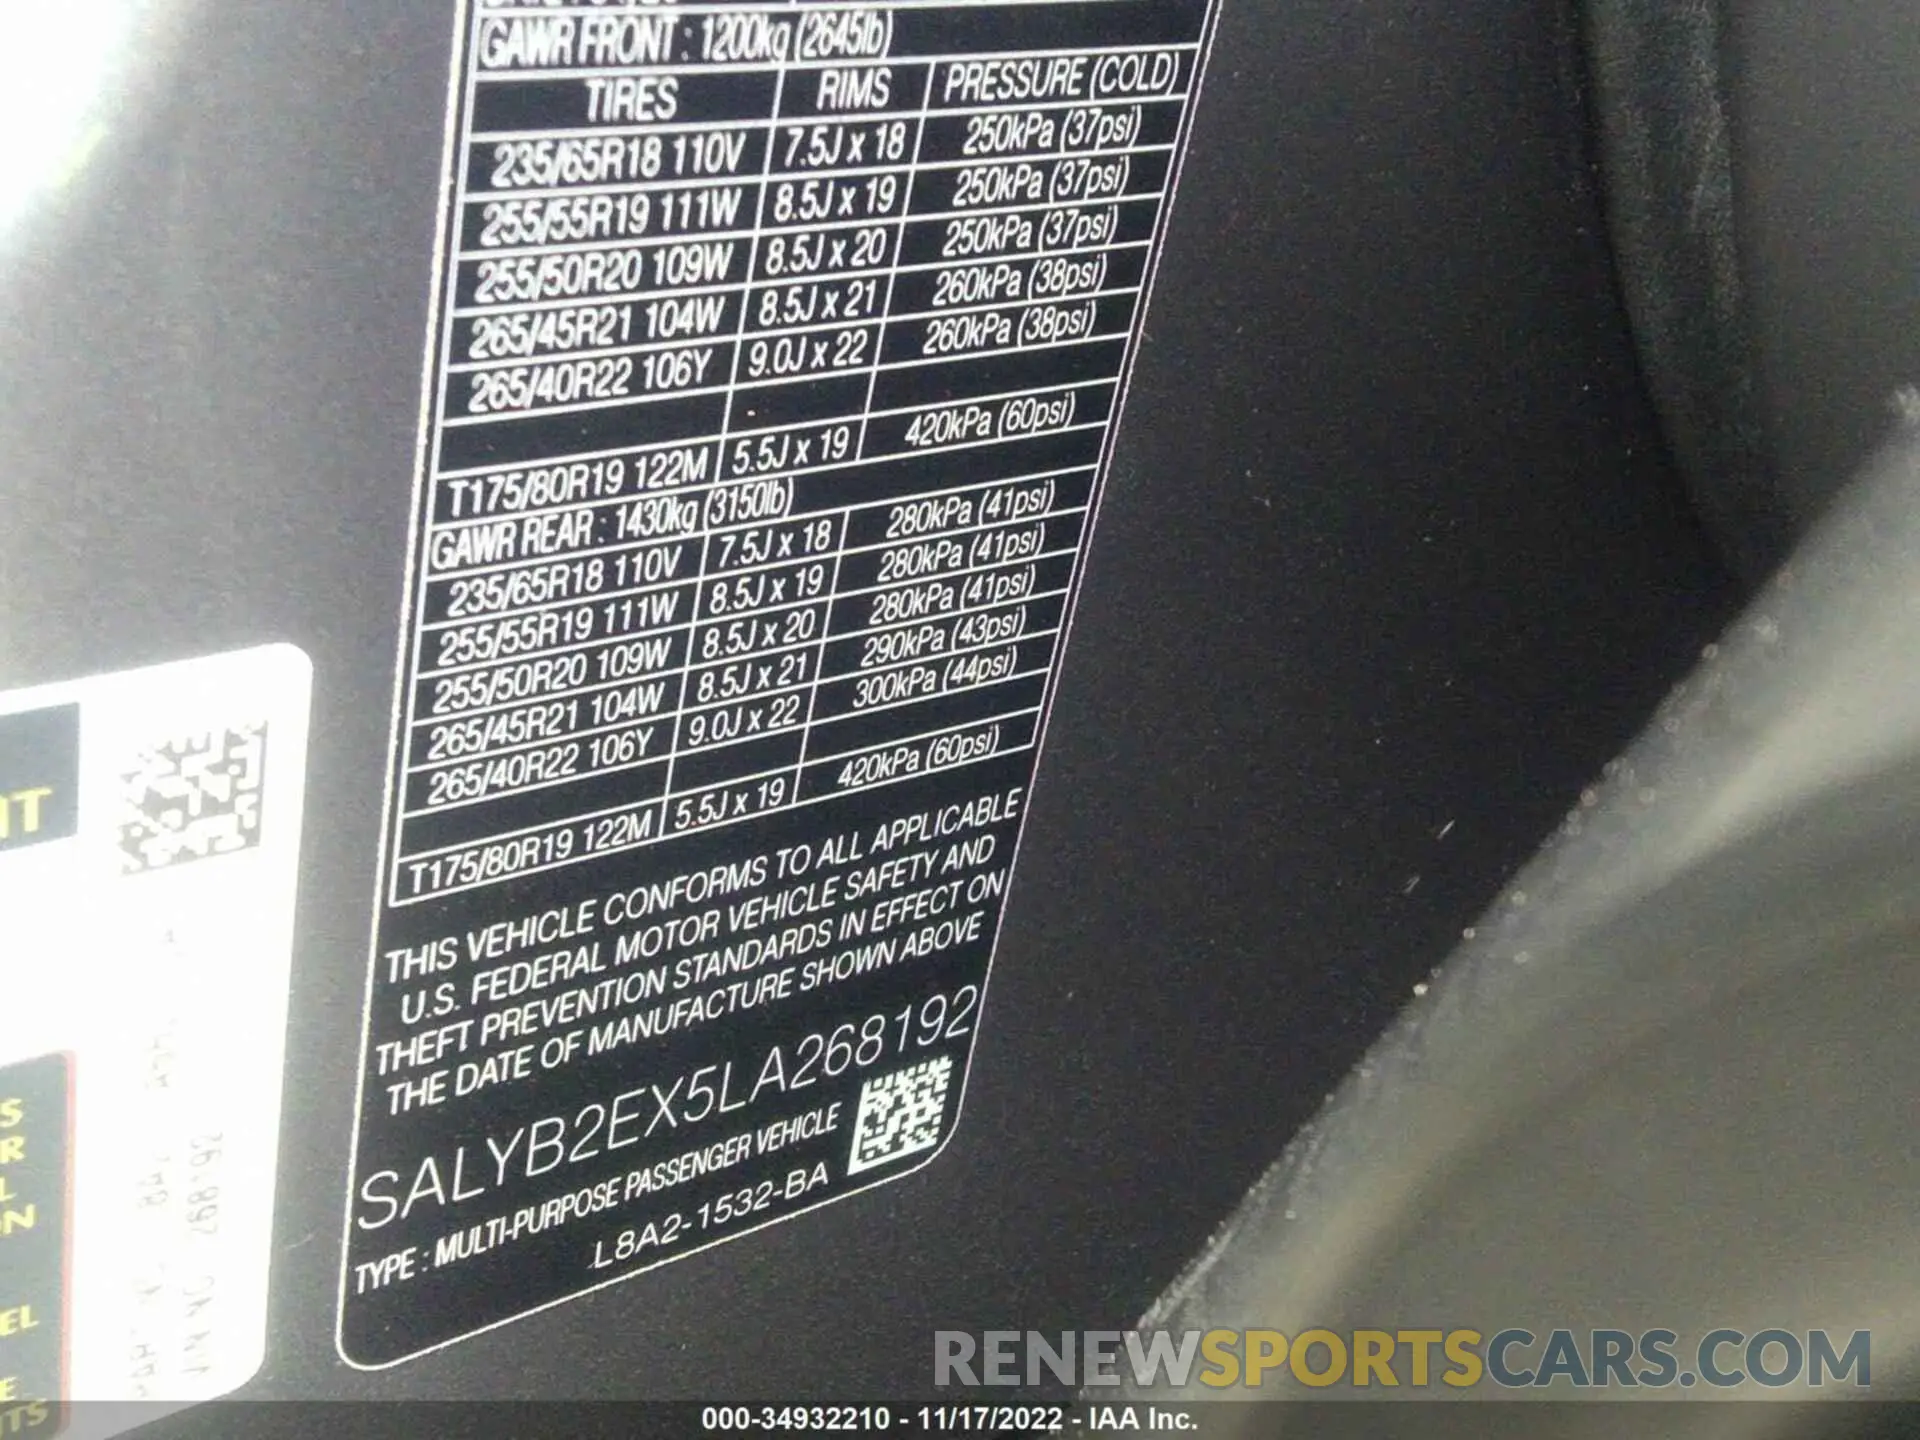 GAWR FRONT : 1200kg (2645lb)
TIRES RIMS PRESSURE (COLD)
235/65R18 110V 7.5J x 18 250kPa (37psi)
255/55R19 111W 8.5J x 19 250kPa (37psi)
255/50R20 109W 8.5J x 20 250kPa (37psi)
265/45R21 104W 8.5J x 21 260kPa (38psi)
265/40R22 106Y 9.0J x 22 260kPa (38psi)
T175/80R19 122M 5.5J x 19 420kPa (60psi)
GAWR REAR : 1430kg (3150lb)
235/65R18 110V 7.5J x 18 280kPa (41psi)
255/55R19 111W 8.5J x 19 280kPa (41psi)
255/50R20 109W 8.5J x 20 280kPa (41psi)
265/45R21 104W 8.5J x 21 290kPa (43psi)
265/40R22 106Y 9.0J x 22 300kPa (44psi)
T175/80R19 122M 5.5J x 19 420kPa (60psi)
THIS VEHICLE CONFORMS TO ALL APPLICABLE
U.S. FEDERAL MOTOR VEHICLE SAFETY AND
THEFT PREVENTION STANDARDS IN EFFECT ON
THE DATE OF MANUFACTURE SHOWN ABOVE
SALYB2EX5LA268192
TYPE : MULTI-PURPOSE PASSENGER VEHICLE
L8A2-1532-BA
VIN NO 268192
RENEWSPORTSCARS.COM
000-34932210 - 11/17/2022 - IAA Inc.